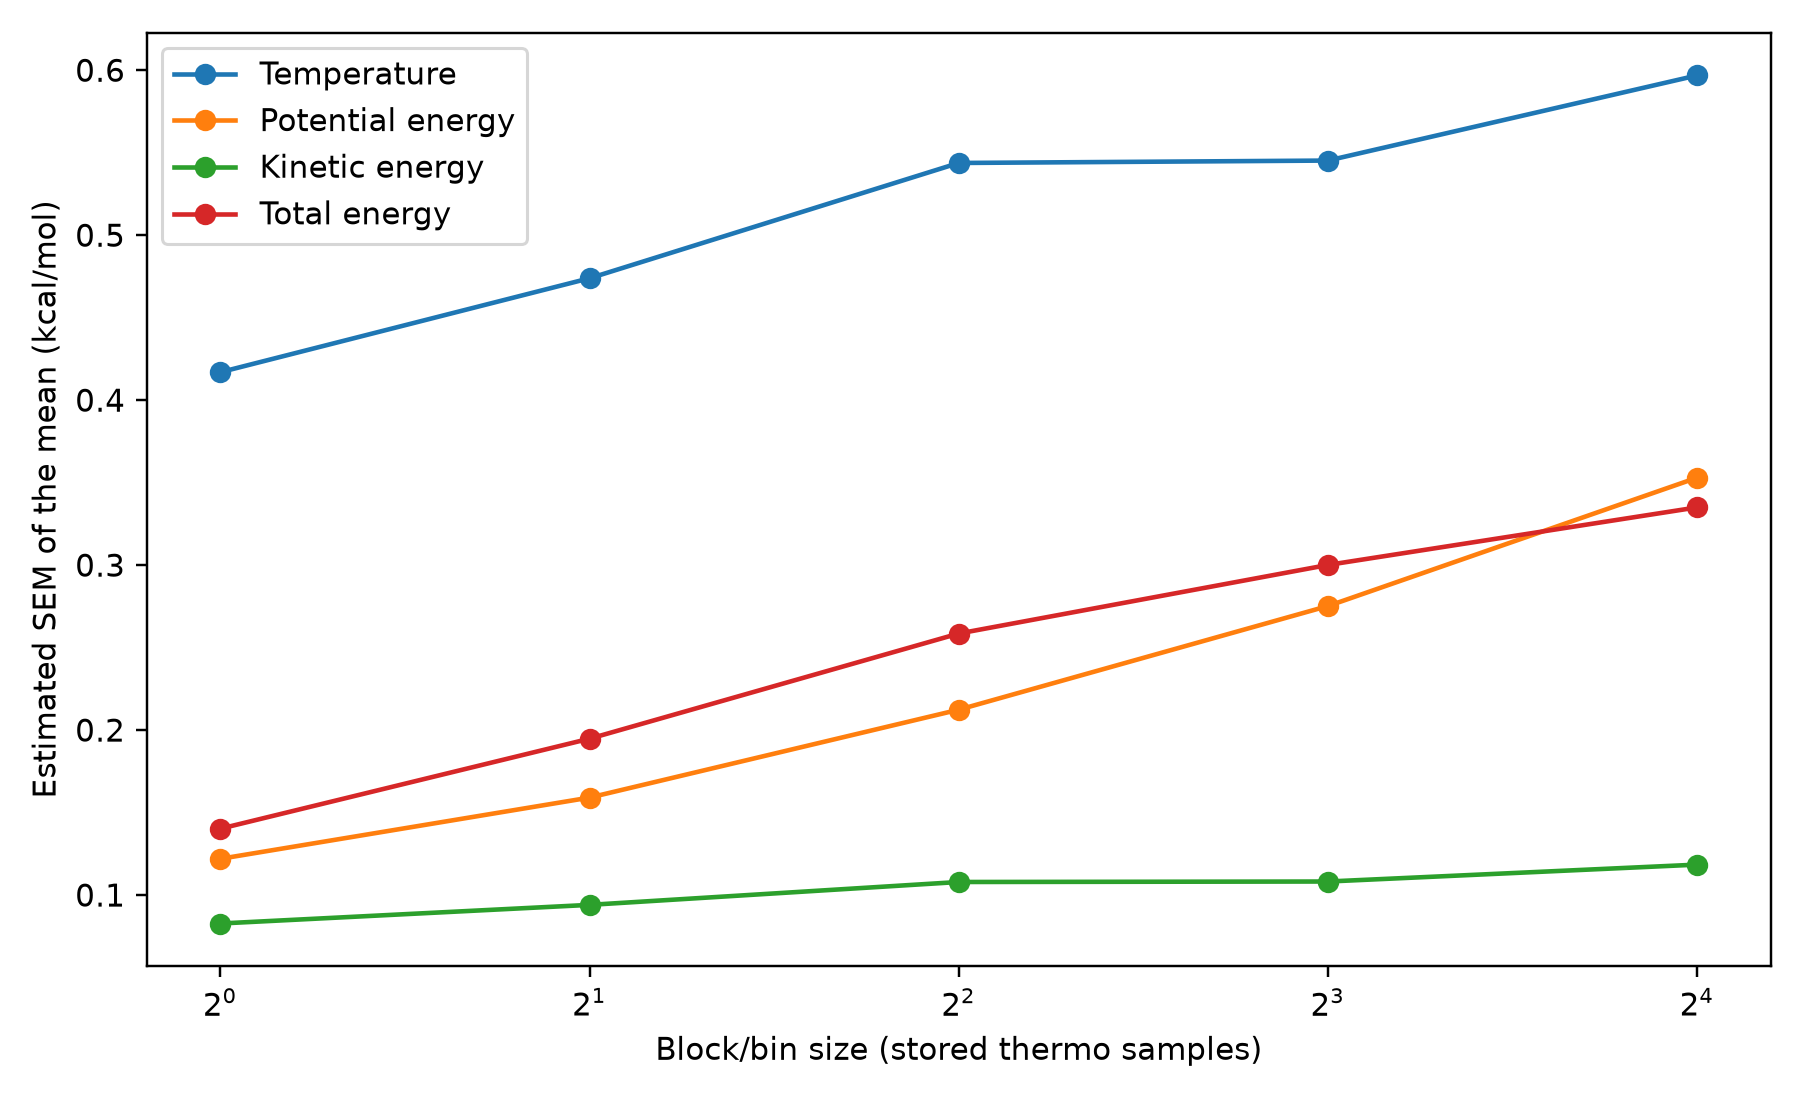 Temperature
Potential energy
Kinetic energy
Total energy
Estimated SEM of the mean (kcal/mol)
0.6
0.5
0.4
0.3
0.2
0.1
2⁰ 2¹ 2² 2³ 2⁴
Block/bin size (stored thermo samples)